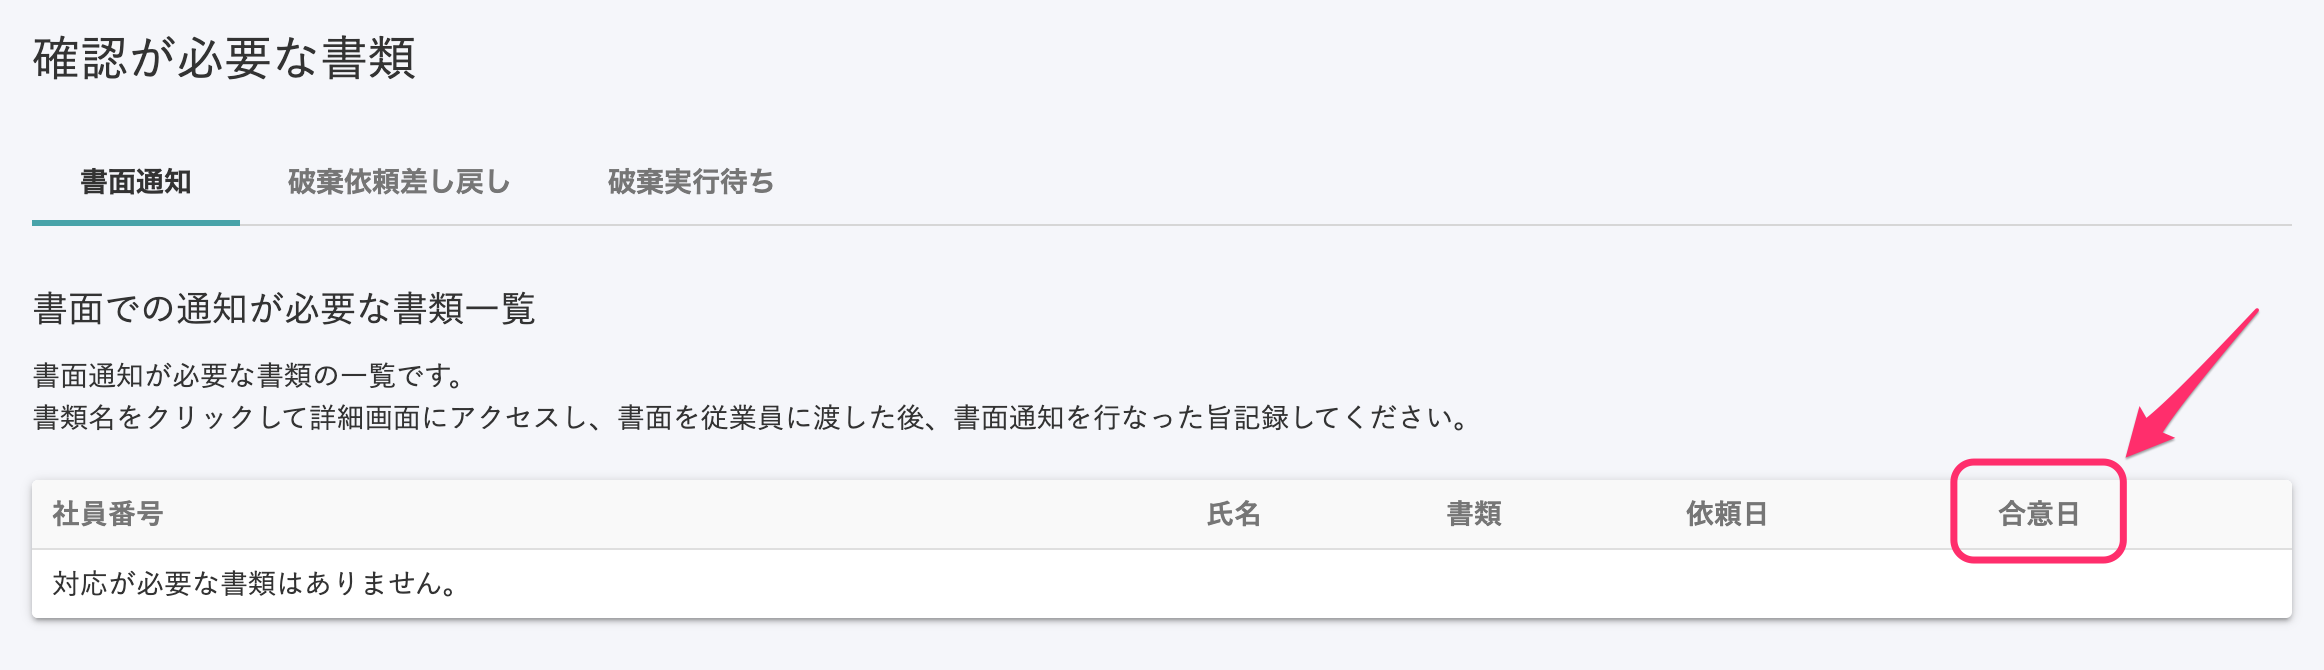 確認が必要な書類
書面通知 破棄依頼差し戻し 破棄実行待ち
書面での通知が必要な書類一覧
書面通知が必要な書類の一覧です。
書類名をクリックして詳細画面にアクセスし、書面を従業員に渡した後、書面通知を行なった旨記録してください。
社員番号 氏名 書類 依頼日 合意日
対応が必要な書類はありません。